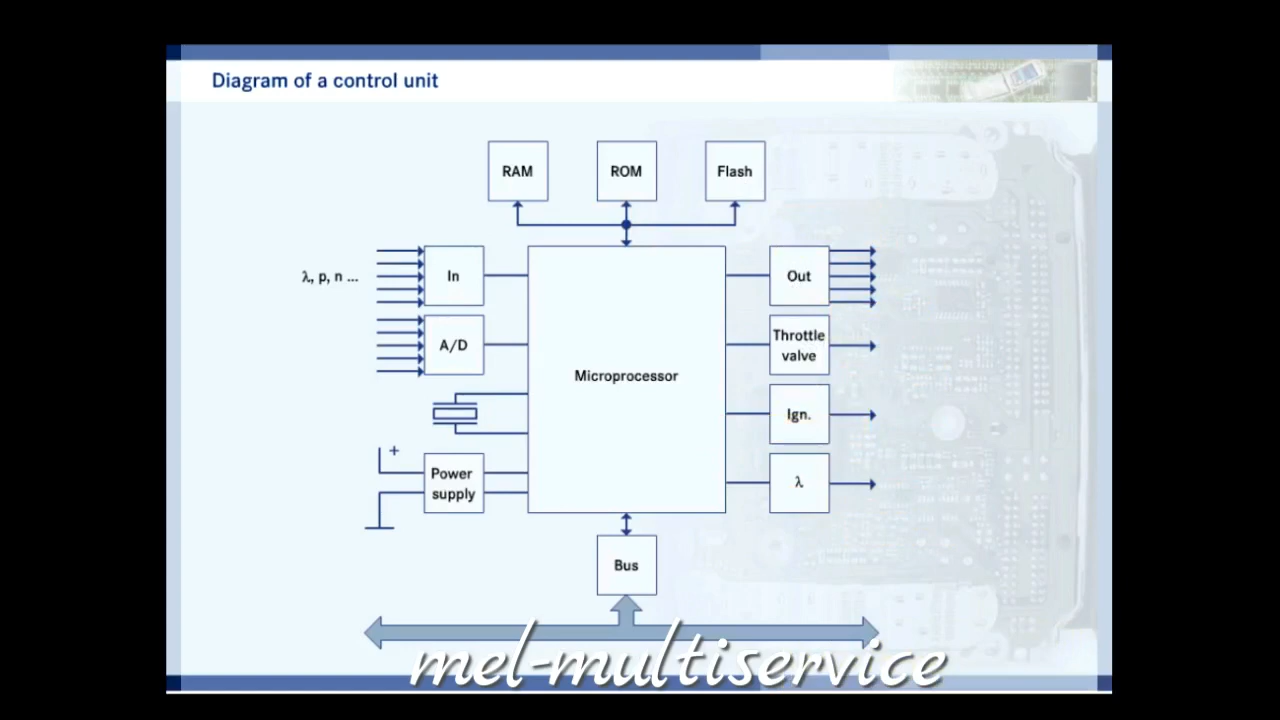 Diagram of a control unit
RAM
ROM
Flash
λ, p, n ...
In
Out
A/D
Throttle
valve
Microprocessor
Ign.
+
Power
supply
λ
Bus
mel-multiservice